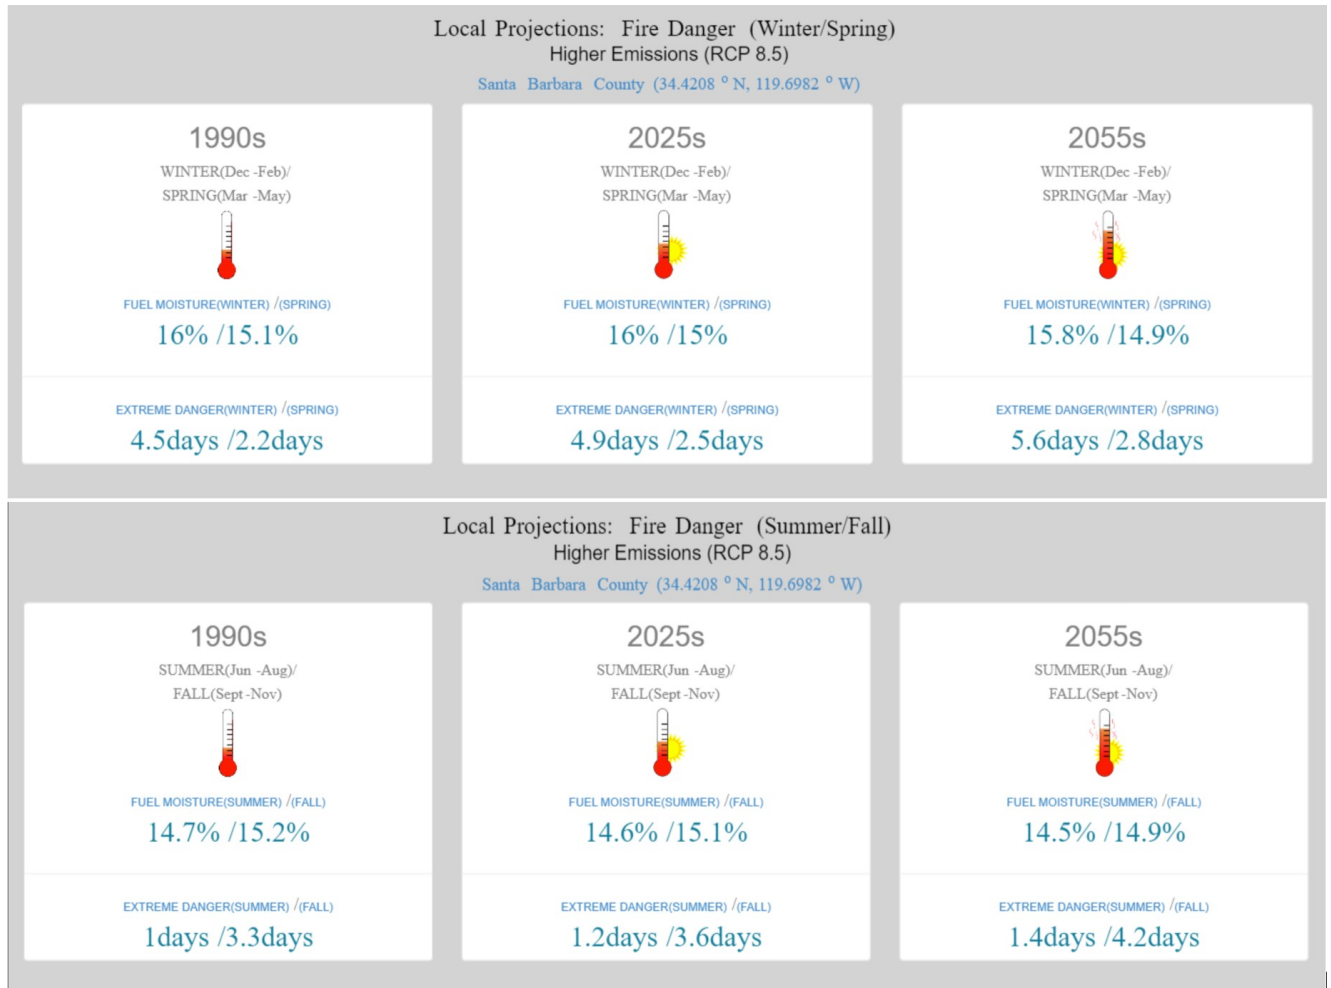 Local Projections: Fire Danger (Winter/Spring)
Higher Emissions (RCP 8.5)
Santa Barbara County (34.4208 ° N, 119.6982 ° W)
1990s
WINTER(Dec -Feb)/
SPRING(Mar -May)
FUEL MOISTURE(WINTER) /(SPRING)
16% /15.1%
EXTREME DANGER(WINTER) /(SPRING)
4.5days /2.2days
2025s
WINTER(Dec -Feb)/
SPRING(Mar -May)
FUEL MOISTURE(WINTER) /(SPRING)
16% /15%
EXTREME DANGER(WINTER) /(SPRING)
4.9days /2.5days
2055s
WINTER(Dec -Feb)/
SPRING(Mar -May)
FUEL MOISTURE(WINTER) /(SPRING)
15.8% /14.9%
EXTREME DANGER(WINTER) /(SPRING)
5.6days /2.8days
Local Projections: Fire Danger (Summer/Fall)
Higher Emissions (RCP 8.5)
Santa Barbara County (34.4208 ° N, 119.6982 ° W)
1990s
SUMMER(Jun -Aug)/
FALL(Sept -Nov)
FUEL MOISTURE(SUMMER) /(FALL)
14.7% /15.2%
EXTREME DANGER(SUMMER) /(FALL)
1days /3.3days
2025s
SUMMER(Jun -Aug)/
FALL(Sept -Nov)
FUEL MOISTURE(SUMMER) /(FALL)
14.6% /15.1%
EXTREME DANGER(SUMMER) /(FALL)
1.2days /3.6days
2055s
SUMMER(Jun -Aug)/
FALL(Sept -Nov)
FUEL MOISTURE(SUMMER) /(FALL)
14.5% /14.9%
EXTREME DANGER(SUMMER) /(FALL)
1.4days /4.2days